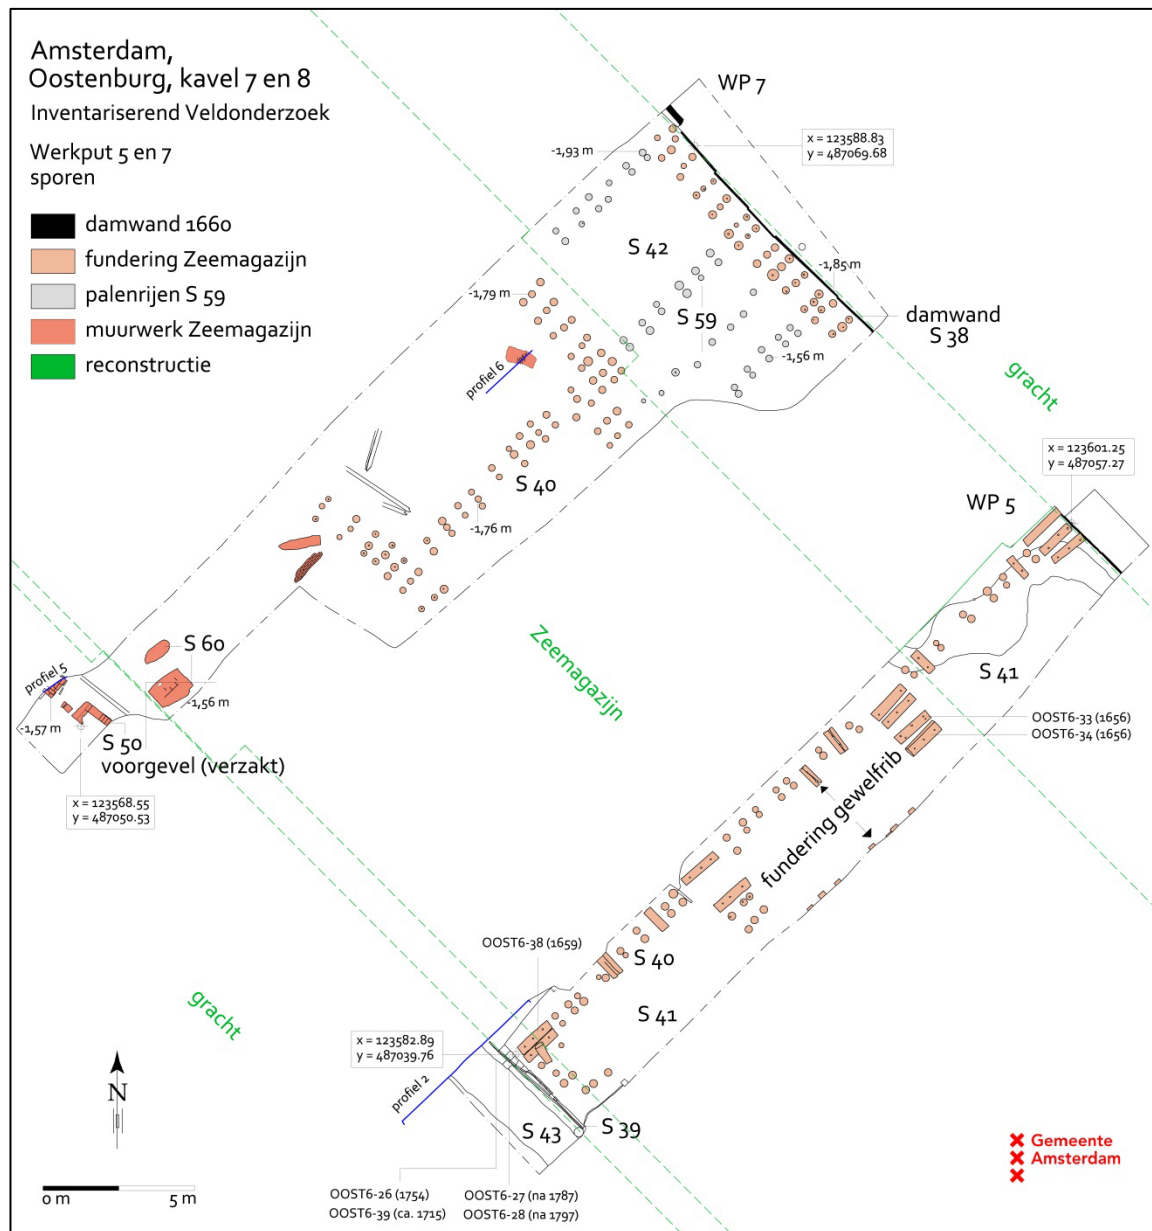 Amsterdam,
Oostenburg, kavel 7 en 8
Inventariserend Veldonderzoek
Werkput 5 en 7
sporen
damwand 1660
fundering Zeemagazijn
palenrijen S 59
muurwerk Zeemagazijn
reconstructie
WP 7
x = 123588.83
y = 487069.68
-1,93 m
S 42
-1,85 m
-1,79 m
S 59
damwand
S 38
-1,56 m
profiel 6
gracht
x = 123601.25
y = 487057.27
S 40
WP 5
-1,76 m
Zeemagazijn
S 60
profiel 5
S 41
-1,56 m
-1,57 m
S 50
voorgevel (verzakt)
OOST6-33 (1656)
OOST6-34 (1656)
x = 123568.55
y = 487050.53
fundering gewelfrib
OOST6-38 (1659)
S 40
gracht
S 41
x = 123582.89
y = 487039.76
profiel 2
N
S 43
S 39
Gemeente
Amsterdam
0 m
5 m
OOST6-26 (1754)
OOST6-27 (na 1787)
OOST6-39 (ca. 1715)
OOST6-28 (na 1797)